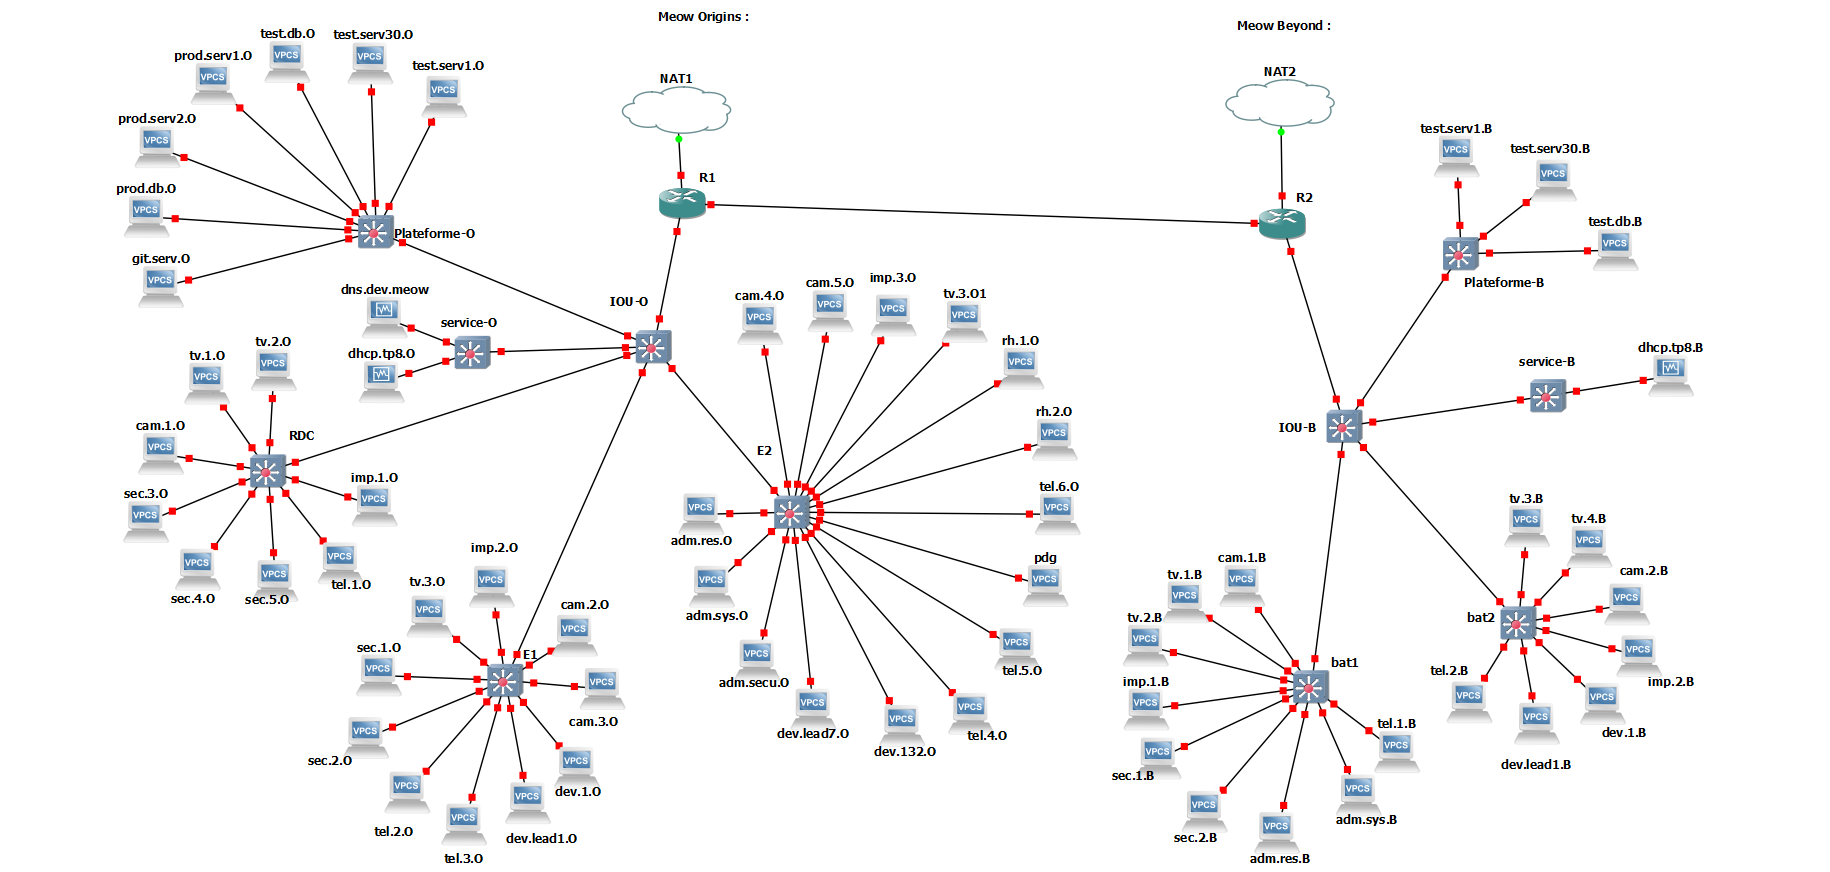 Meow Origins :
Meow Beyond :
test.db.O
test.serv30.O
prod.serv1.O
test.serv1.O
VPCS
VPCS
VPCS
VPCS
NAT1
NAT2
prod.serv2.O
VPCS
test.serv1.B
VPCS
test.serv30.B
VPCS
R1
R2
prod.db.O
VPCS
Plateforme-O
test.db.B
VPCS
git.serv.O
VPCS
Plateforme-B
dns.dev.meow
service-O
IOU-O
cam.4.O
VPCS
cam.5.O
VPCS
imp.3.O
VPCS
tv.3.O1
VPCS
dhcp.tp8.O
tv.1.O
VPCS
tv.2.O
VPCS
rh.1.O
VPCS
service-B
dhcp.tp8.B
cam.1.O
VPCS
RDC
rh.2.O
VPCS
IOU-B
E2
sec.3.O
VPCS
imp.1.O
VPCS
tel.6.O
VPCS
VPCS
adm.res.O
tv.3.B
VPCS
tv.4.B
VPCS
VPCS
sec.4.O
VPCS
sec.5.O
VPCS
tel.1.O
imp.2.O
VPCS
pdg
VPCS
VPCS
adm.sys.O
cam.1.B
VPCS
tv.1.B
VPCS
cam.2.B
VPCS
tv.3.O
VPCS
cam.2.O
VPCS
tv.2.B
VPCS
bat2
sec.1.O
VPCS
E1
VPCS
adm.secu.O
VPCS
tel.5.O
VPCS
imp.2.B
bat1
tel.2.B
VPCS
VPCS
cam.3.O
imp.1.B
VPCS
VPCS
dev.1.B
VPCS
sec.2.O
VPCS
dev.lead7.O
VPCS
dev.132.O
VPCS
tel.4.O
tel.1.B
VPCS
VPCS
dev.lead1.B
VPCS
sec.1.B
VPCS
dev.1.O
VPCS
tel.2.O
VPCS
dev.lead1.O
VPCS
adm.sys.B
VPCS
tel.3.O
VPCS
sec.2.B
VPCS
adm.res.B